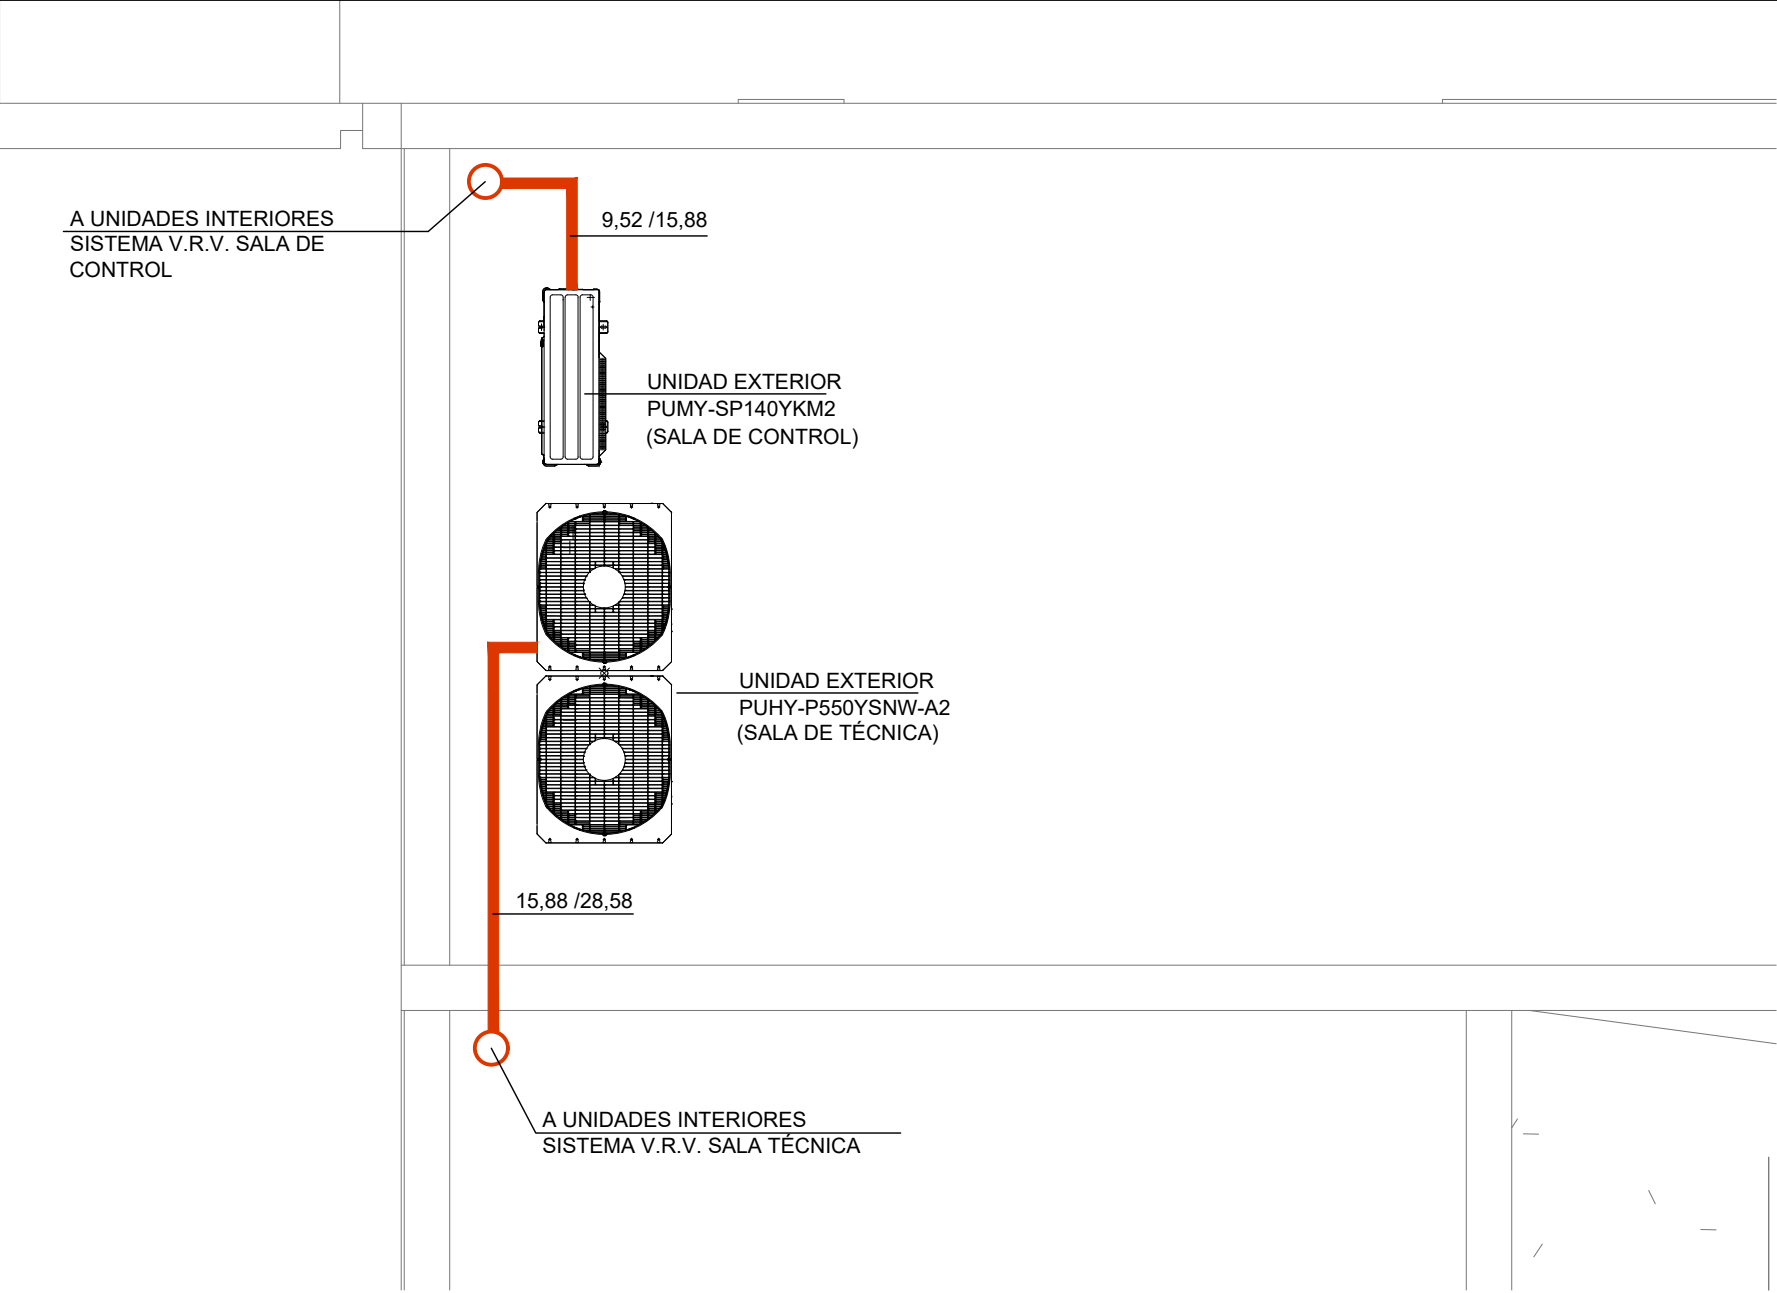 A UNIDADES INTERIORES
SISTEMA V.R.V. SALA DE
CONTROL
9,52 /15,88
UNIDAD EXTERIOR
PUMY-SP140YKM2
(SALA DE CONTROL)
UNIDAD EXTERIOR
PUHY-P550YSNW-A2
(SALA DE TÉCNICA)
15,88 /28,58
A UNIDADES INTERIORES
SISTEMA V.R.V. SALA TÉCNICA